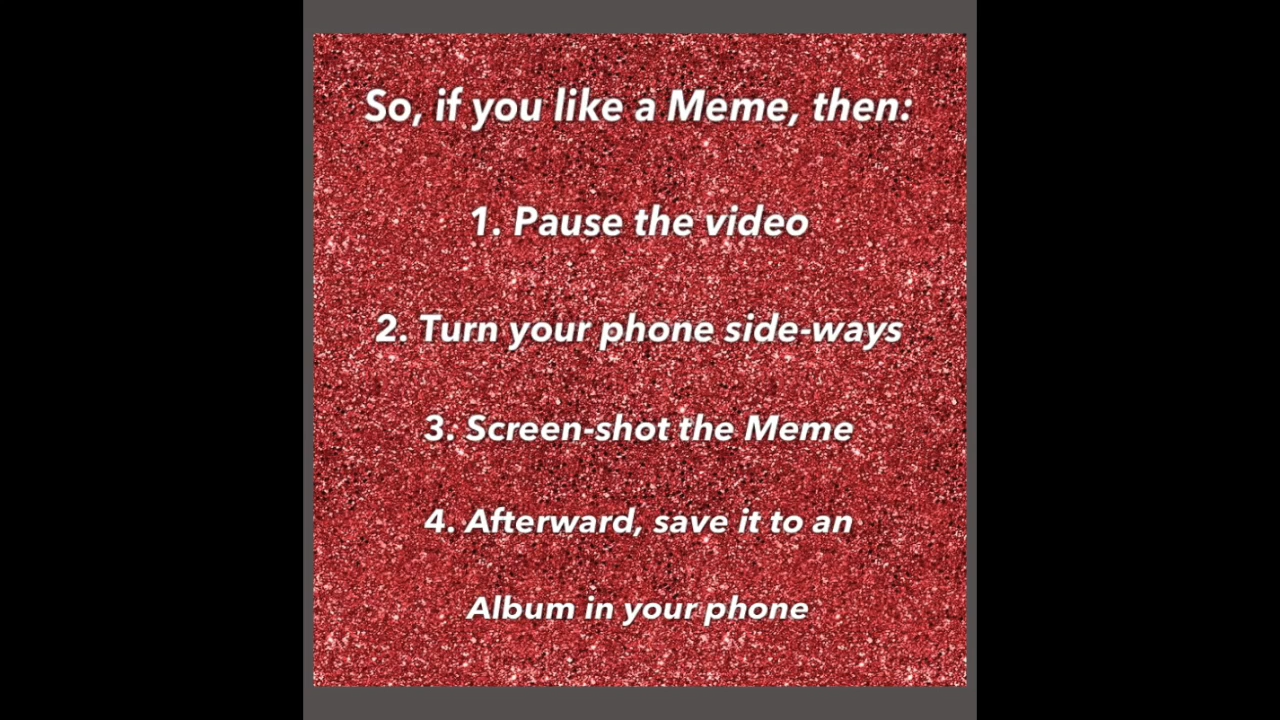 So, if you like a Meme, then:
1. Pause the video
2. Turn your phone side-ways
3. Screen-shot the Meme
4. Afterward, save it to an
Album in your phone